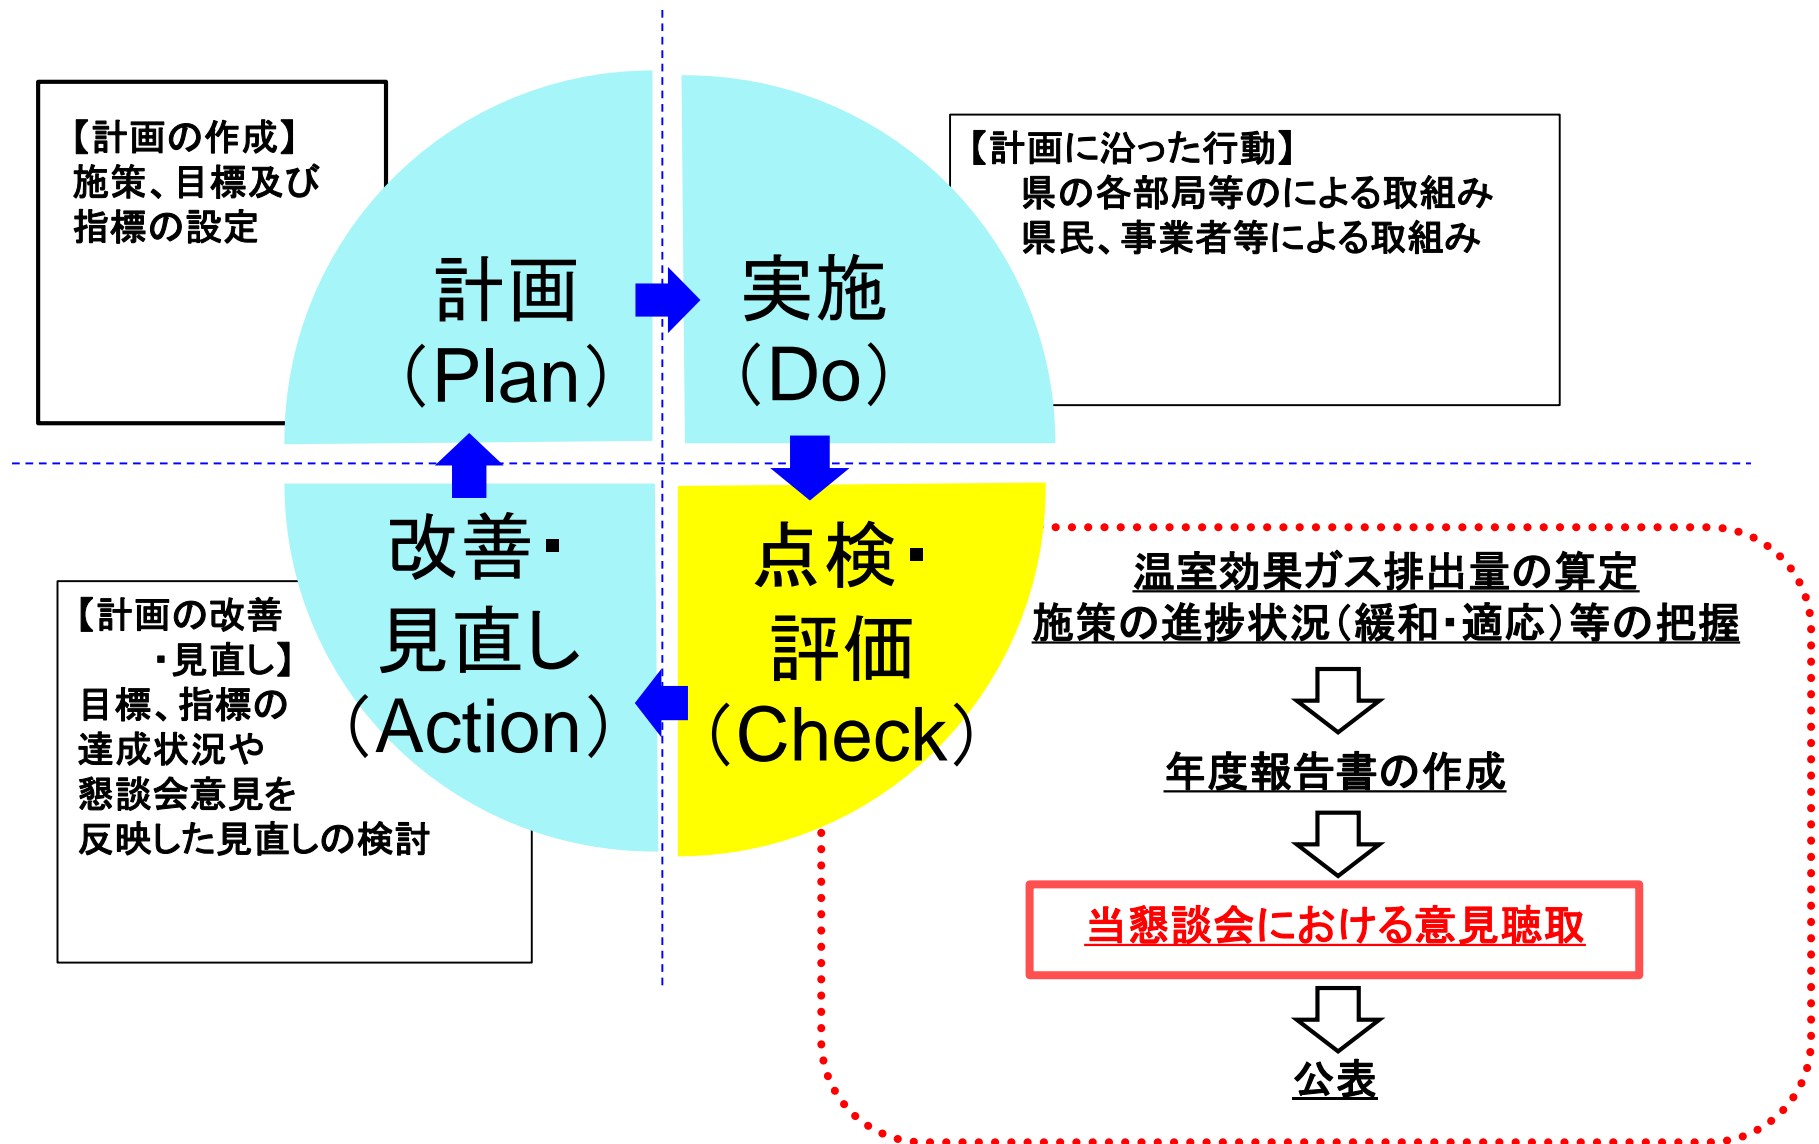 【計画の作成】
施策、目標及び
指標の設定
計画
（Plan）
実施
（Do）
【計画に沿った行動】
県の各部局等のによる取組み
県民、事業者等による取組み
【計画の改善
・見直し】
目標、指標の
達成状況や
懇談会意見を
反映した見直しの検討
改善・
見直し
（Action）
点検・
評価
（Check）
温室効果ガス排出量の算定
施策の進捗状況（緩和・適応）等の把握
年度報告書の作成
当懇談会における意見聴取
公表